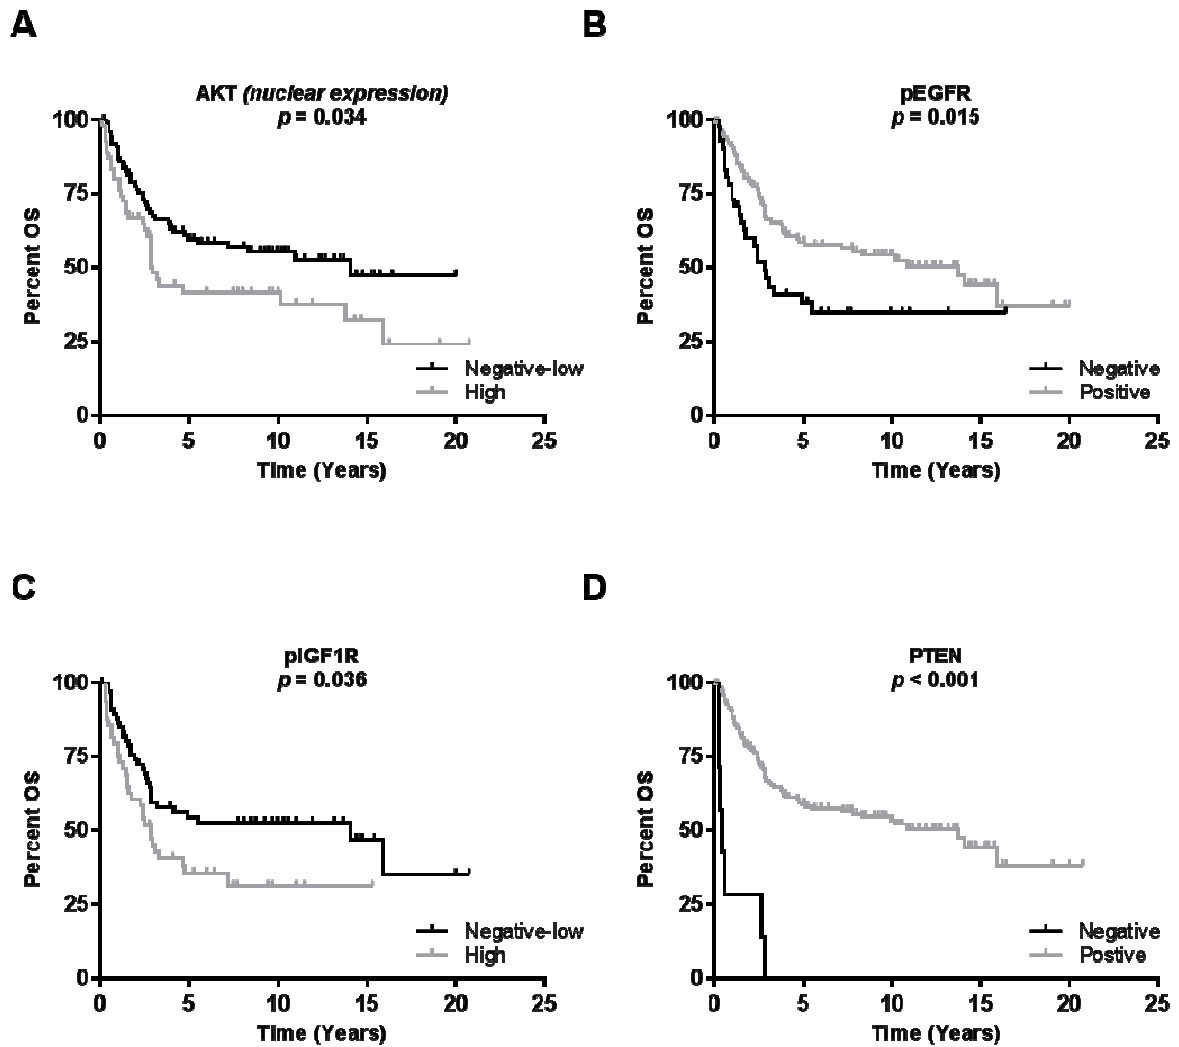 A
AKT (nuclear expression)
p = 0.034
100
75
50
25
0
Percent OS
Negative-low
High
0 5 10 15 20 25
Time (Years)
B
pEGFR
p = 0.015
100
75
50
25
0
Percent OS
Negative
Positive
0 5 10 15 20 25
Time (Years)
C
pIGF1R
p = 0.036
100
75
50
25
0
Percent OS
Negative-low
High
0 5 10 15 20 25
Time (Years)
D
PTEN
p < 0.001
100
75
50
25
0
Percent OS
Negative
Postive
0 5 10 15 20 25
Time (Years)